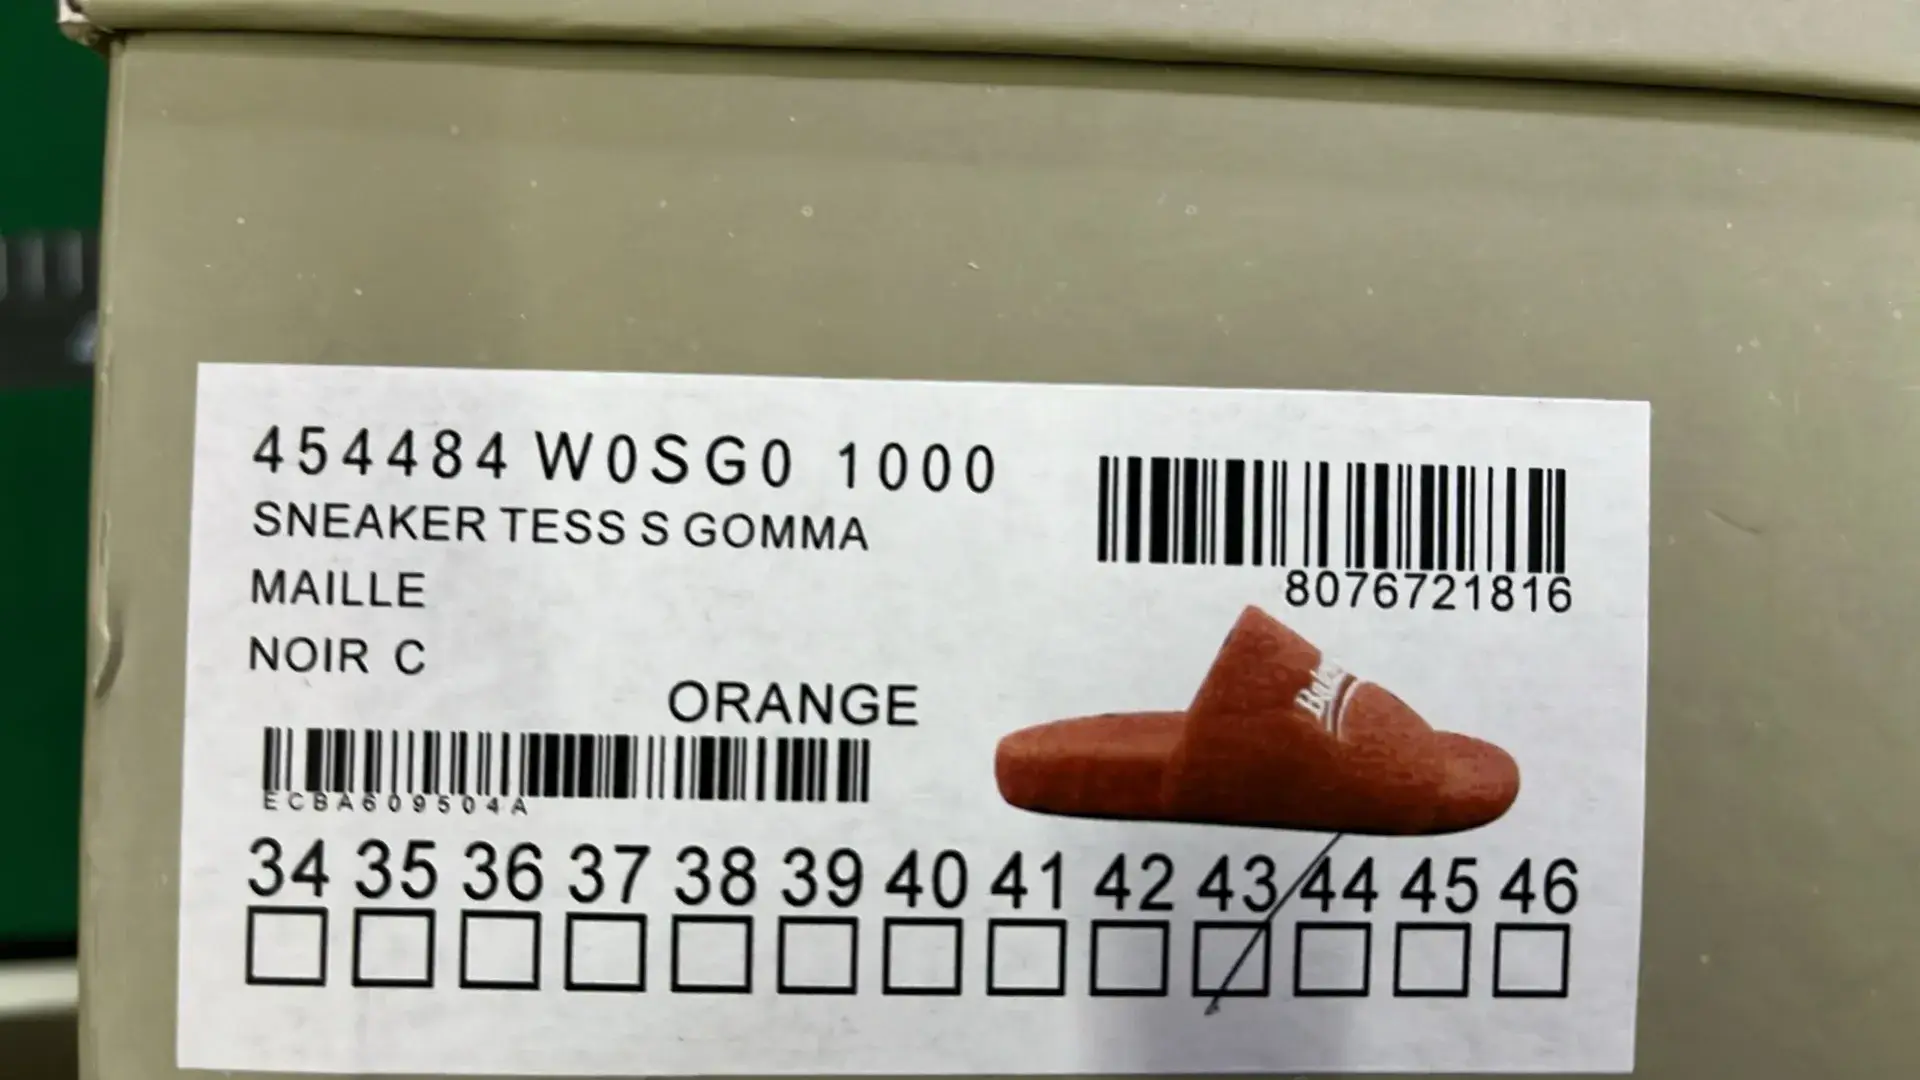 454484 W0SG0 1000
SNEAKER TESS S GOMMA
MAILLE
NOIR C
ORANGE
8076721816
ECBA609504A
34 35 36 37 38 39 40 41 42 43 44 45 46